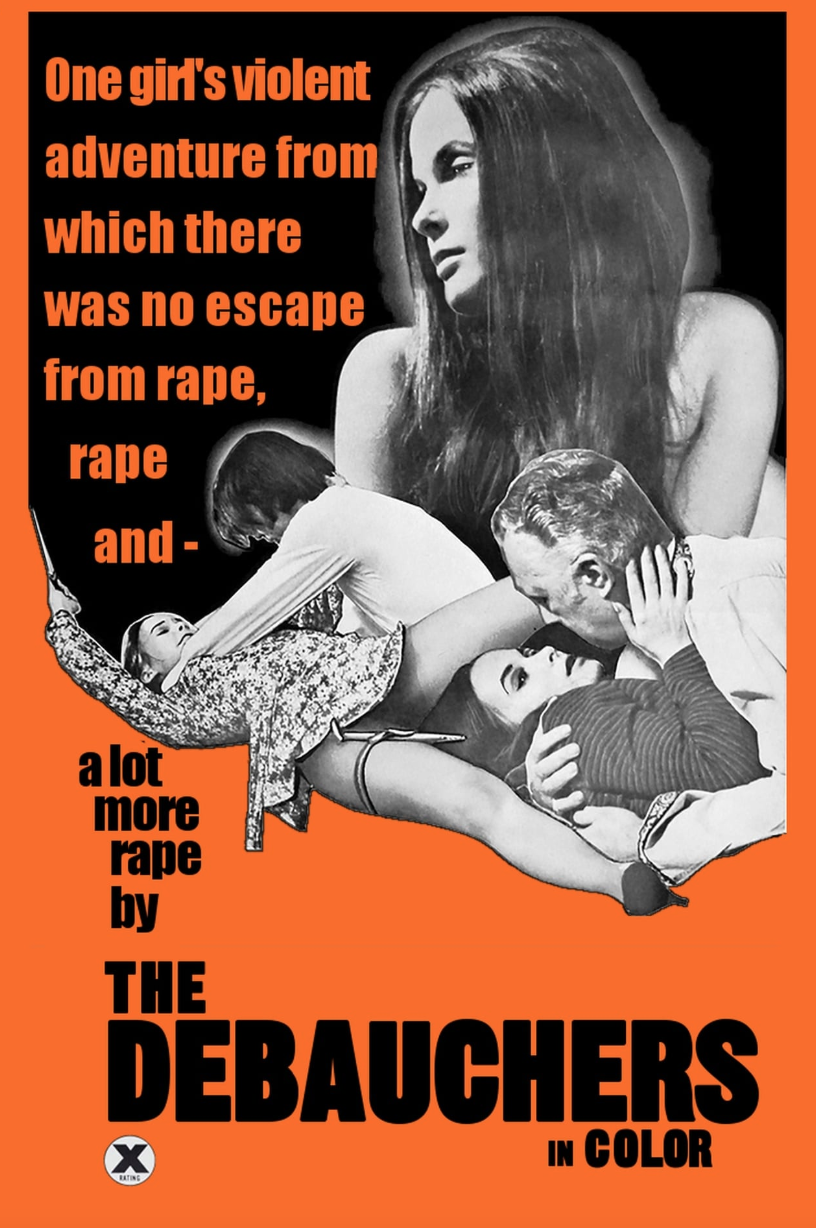 One girl's violent
adventure from
which there
was no escape
from rape,
rape
and -
a lot
more
rape
by
THE
DEBAUCHERS
IN COLOR
X
RATING